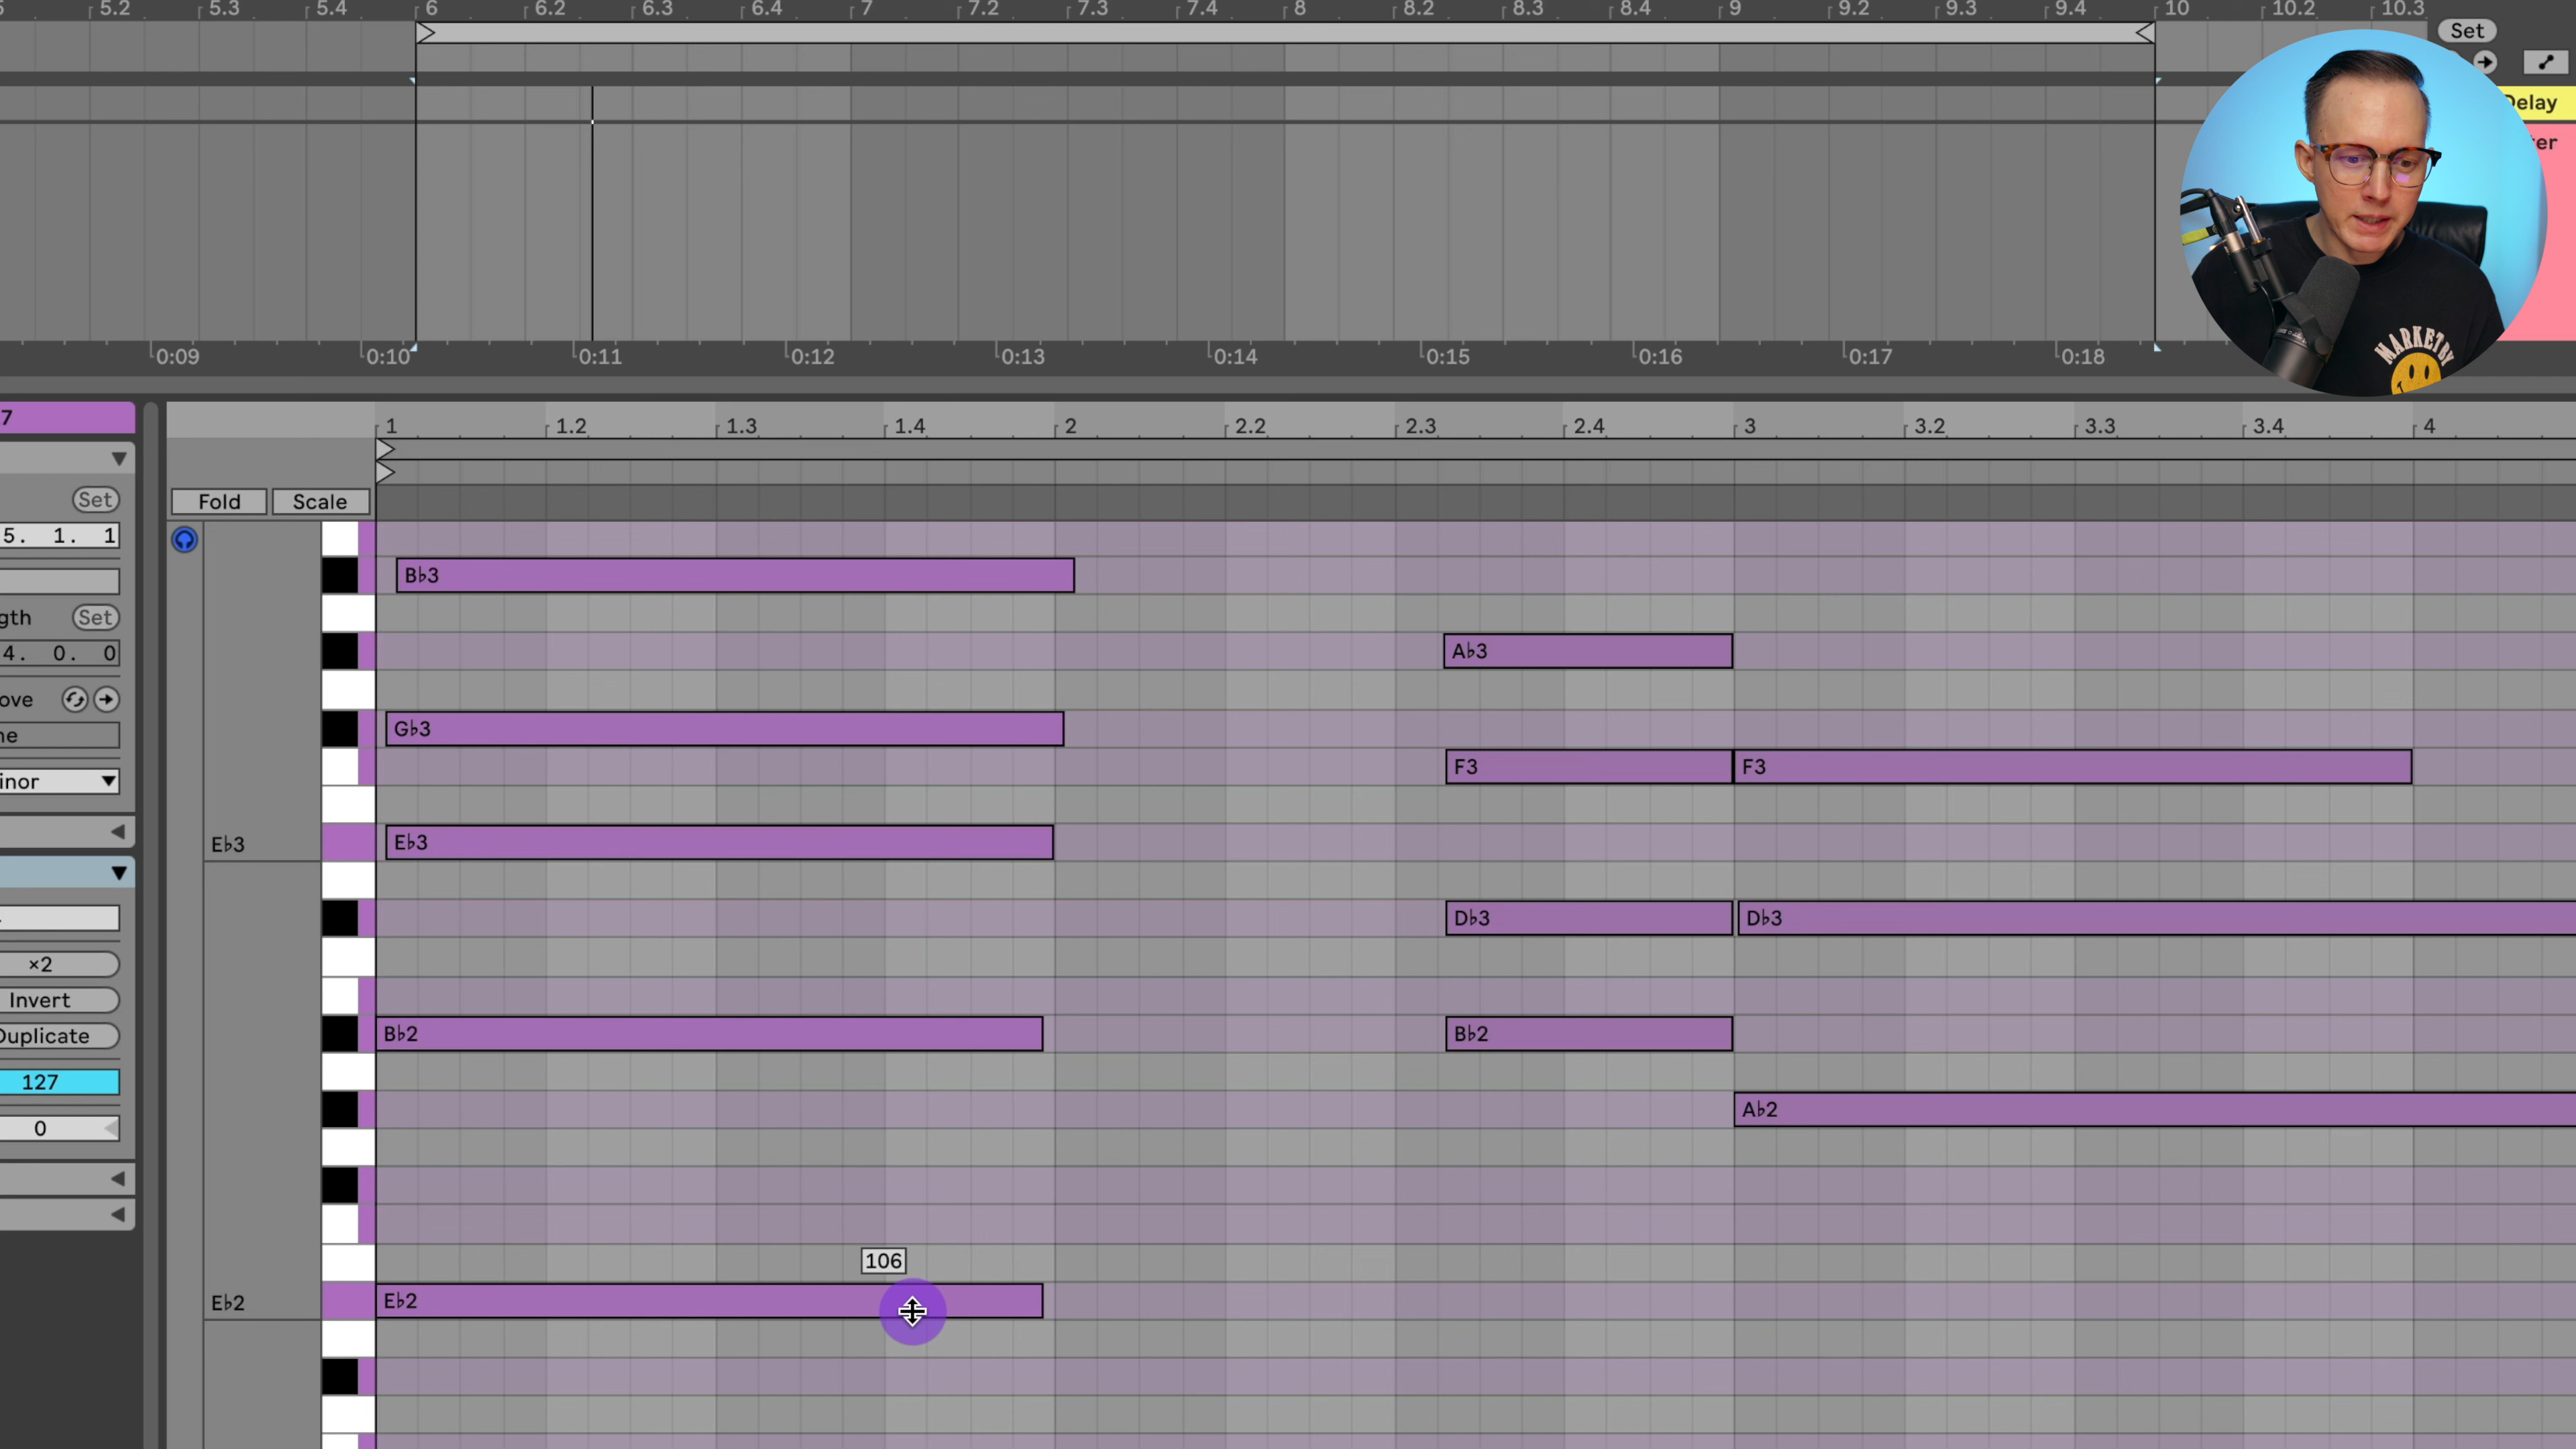 5.2 5.3 5.4 6 6.2 6.3 6.4 7 7.2 7.3 7.4 8 8.2 8.3 8.4 9 9.2 9.3 9.4 10 10.2 10.3
Set
Delay
er
MARKET BY
0:09 0:10 0:11 0:12 0:13 0:14 0:15 0:16 0:17 0:18
7
1 1.2 1.3 1.4 2 2.2 2.3 2.4 3 3.2 3.3 3.4 4
Set
Fold Scale
5. 1. 1
B♭3
gth Set
4. 0. 0
A♭3
ove
G♭3
ne
F3 F3
inor
E♭3 E♭3
D♭3 D♭3
×2
Invert
Duplicate
B♭2 B♭2
127
A♭2
0
106
E♭2 E♭2